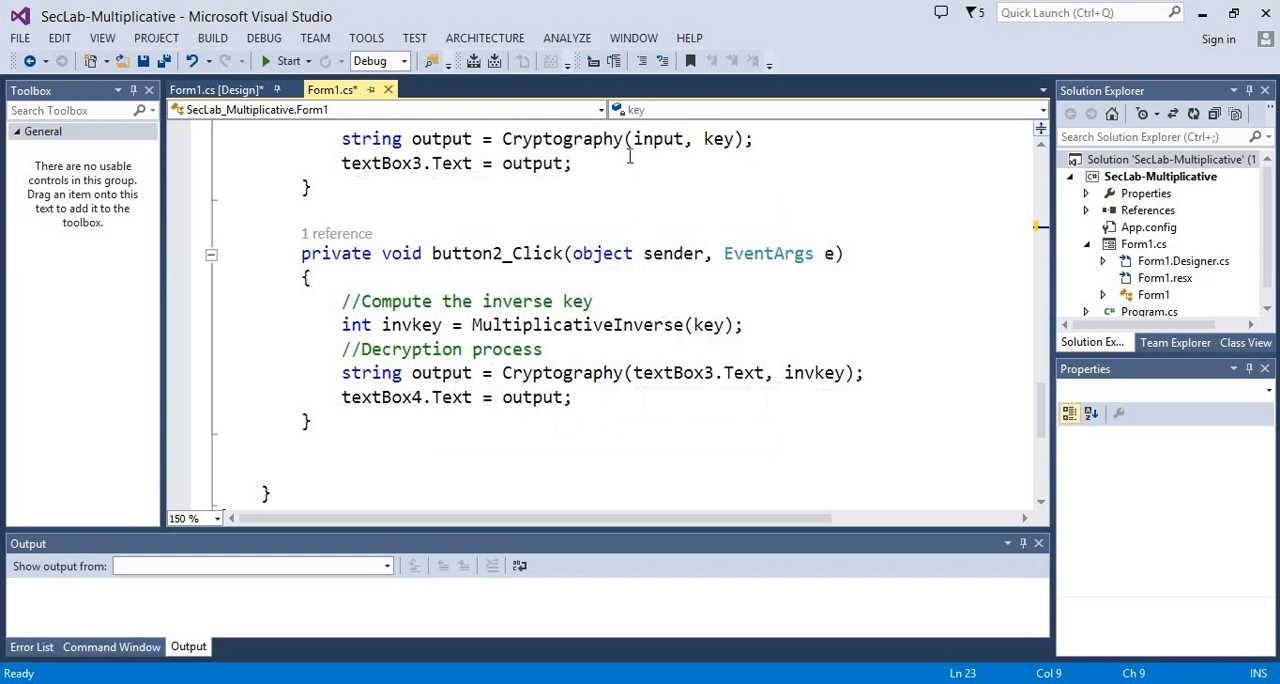 SecLab-Multiplicative - Microsoft Visual Studio
5
Quick Launch (Ctrl+Q)
FILE EDIT VIEW PROJECT BUILD DEBUG TEAM TOOLS TEST ARCHITECTURE ANALYZE WINDOW HELP
Sign in
Start Debug
Toolbox
Search Toolbox
General
There are no usable
controls in this group.
Drag an item onto this
text to add it to the
toolbox.
Form1.cs [Design]* Form1.cs*
SecLab_Multiplicative.Form1 key
string output = Cryptography(input, key);
textBox3.Text = output;
}
1 reference
private void button2_Click(object sender, EventArgs e)
{
//Compute the inverse key
int invkey = MultiplicativeInverse(key);
//Decryption process
string output = Cryptography(textBox3.Text, invkey);
textBox4.Text = output;
}
}
150 %
Solution Explorer
Search Solution Explorer (Ctrl+;)
Solution 'SecLab-Multiplicative' (1
C# SecLab-Multiplicative
Properties
References
App.config
Form1.cs
Form1.Designer.cs
Form1.resx
Form1
C# Program.cs
Solution Ex... Team Explorer Class View
Properties
Output
Show output from:
Error List Command Window Output
Ready Ln 23 Col 9 Ch 9 INS